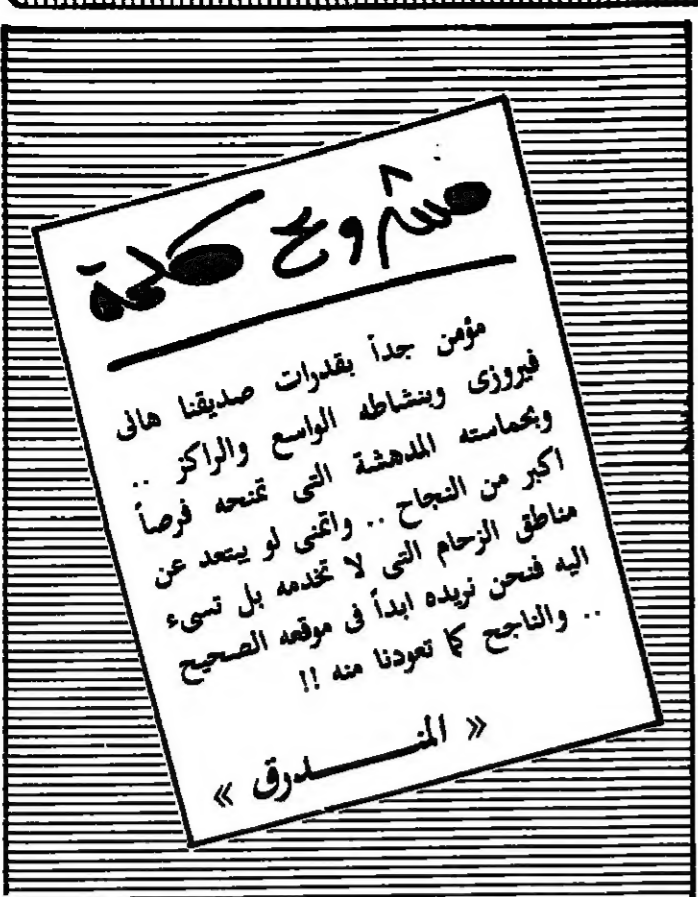 مشروع كلمة
مؤمن جداً بقدرات صديقنا هانى
فيروزى وبنشاطه الواسع والراكز ..
وبحماسته المدهشة التى تمنحه فرصاً
اكبر من النجاح .. واتمنى لو يبتعد عن
مناطق الزحام التى لا تخدمه بل تسىء
اليه فنحن نريده ابداً فى موقعه الصحيح
.. والناجح كما تعودنا منه !!
« المنـــــدرق »